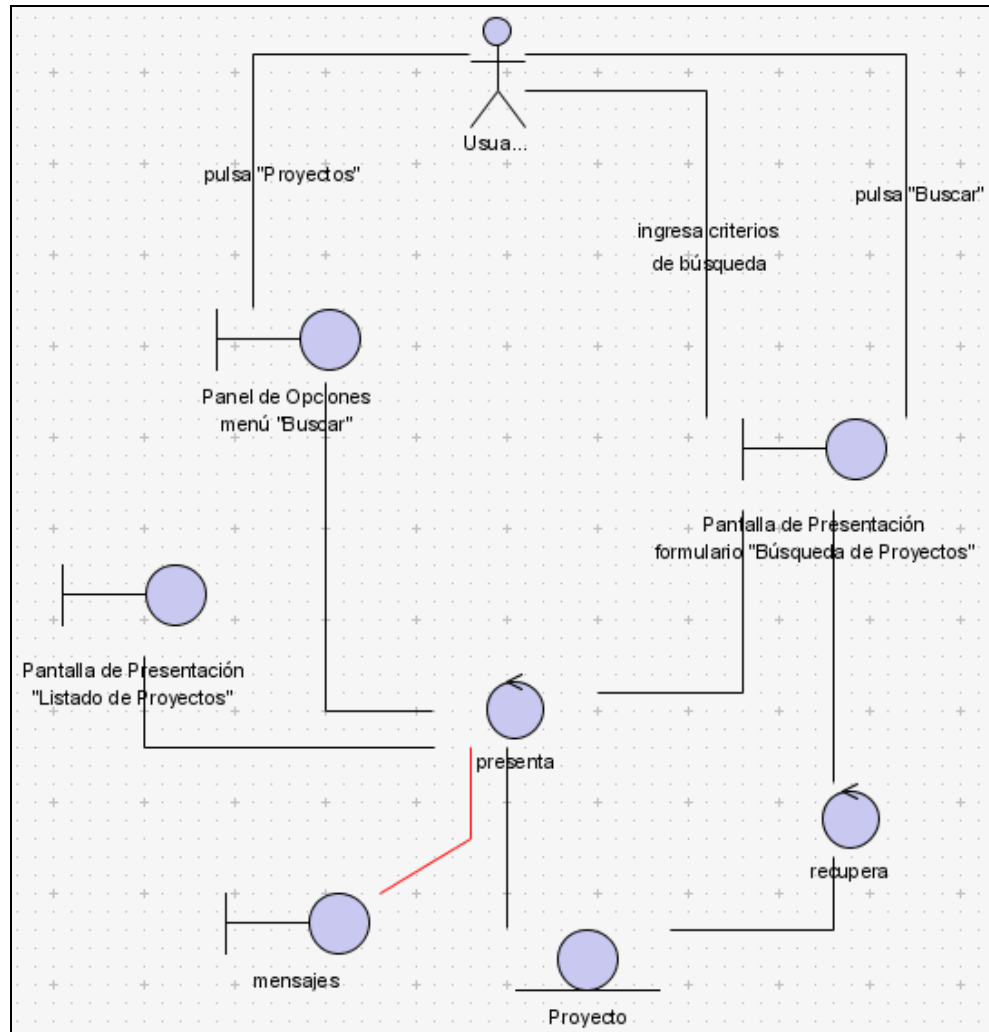 Usua...
pulsa "Proyectos"
pulsa "Buscar"
ingresa criterios
de búsqueda
Panel de Opciones
menú "Buscar"
Pantalla de Presentación
formulario "Búsqueda de Proyectos"
Pantalla de Presentación
"Listado de Proyectos"
presenta
recupera
mensajes
Proyecto